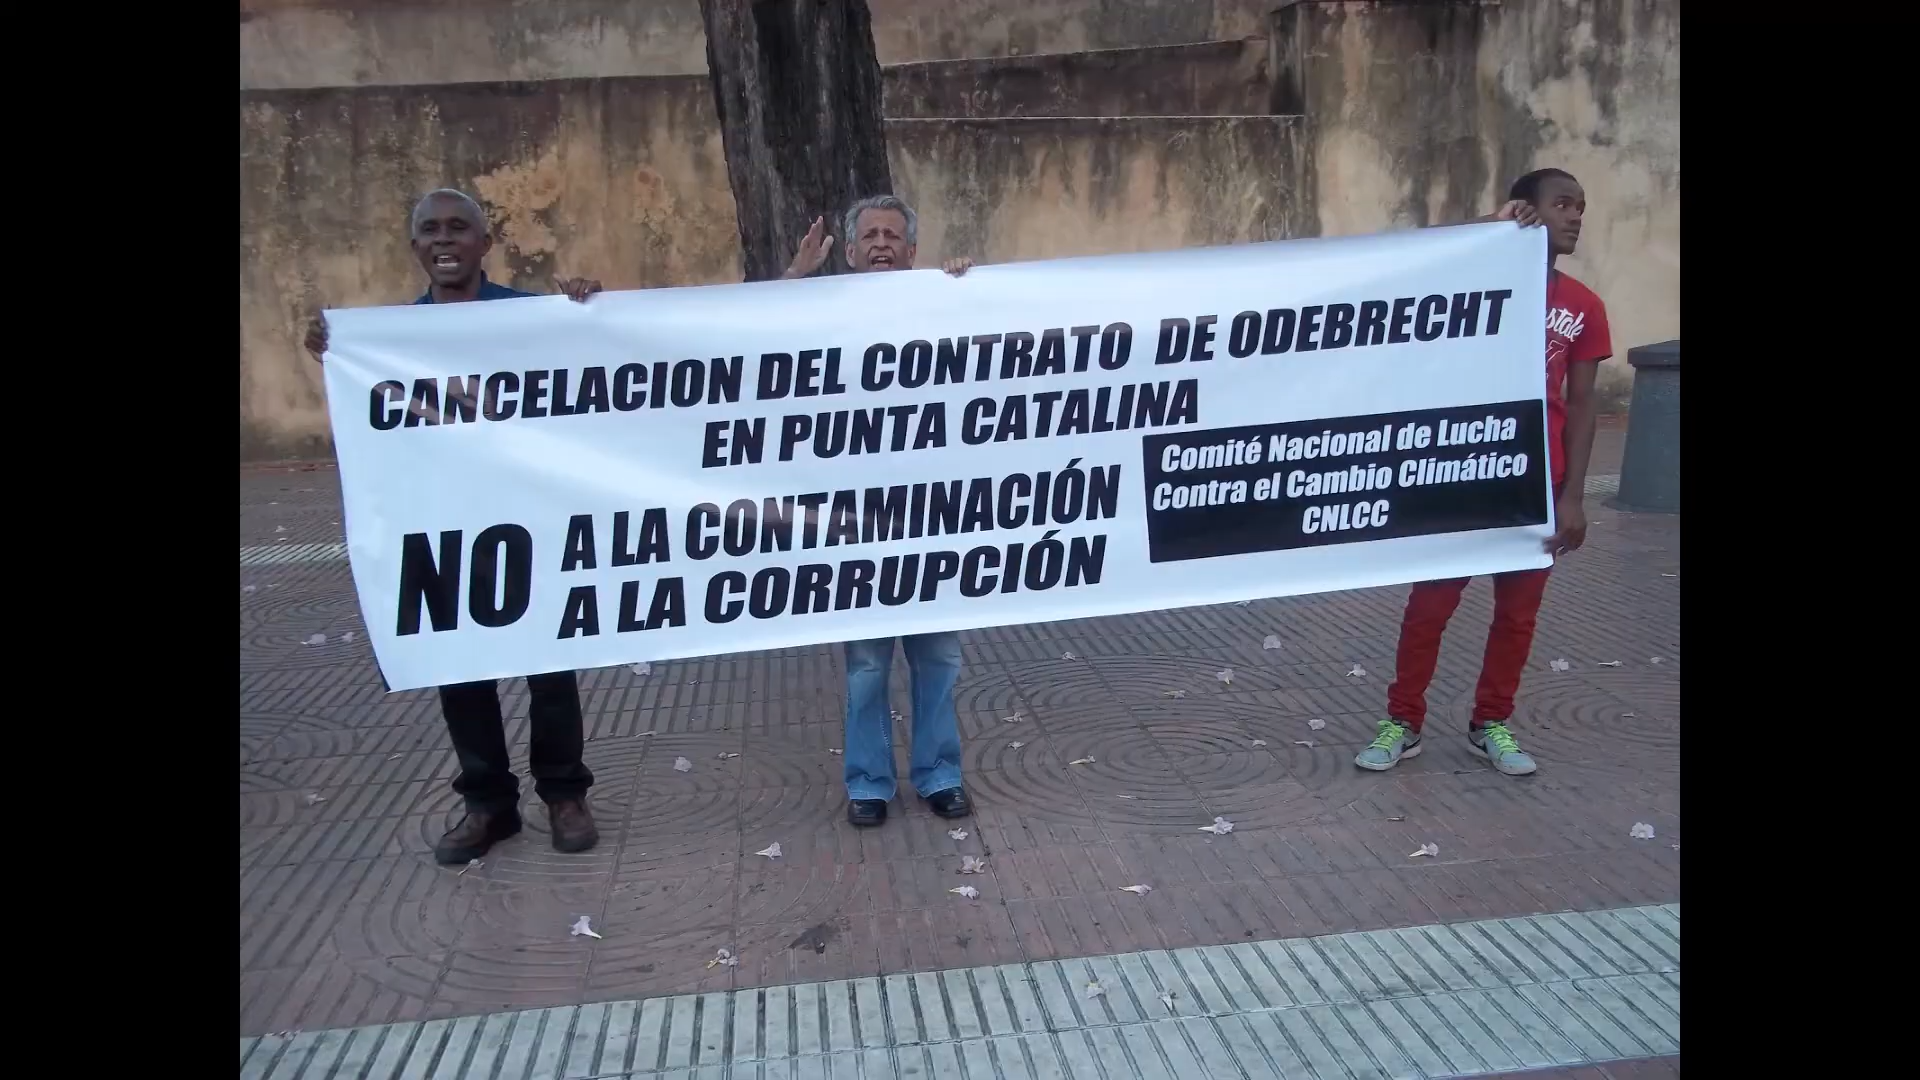 CANCELACION DEL CONTRATO DE ODEBRECHT
EN PUNTA CATALINA
NO A LA CONTAMINACIÓN
A LA CORRUPCIÓN
Comité Nacional de Lucha
Contra el Cambio Climático
CNLCC